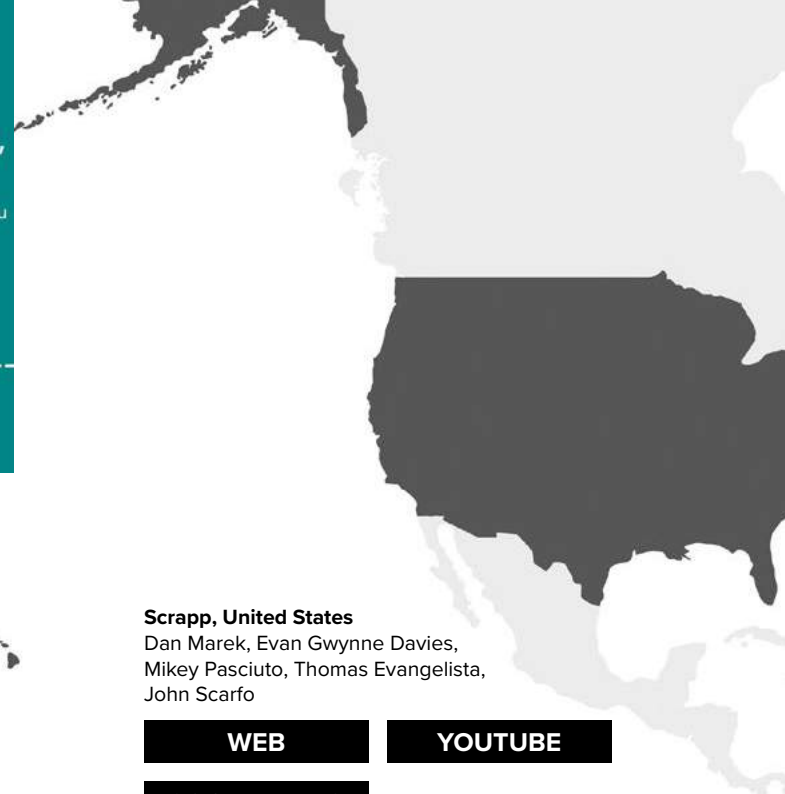 Scrapp, United States
Dan Marek, Evan Gwynne Davies,
Mikey Pasciuto, Thomas Evangelista,
John Scarfo
WEB
YOUTUBE